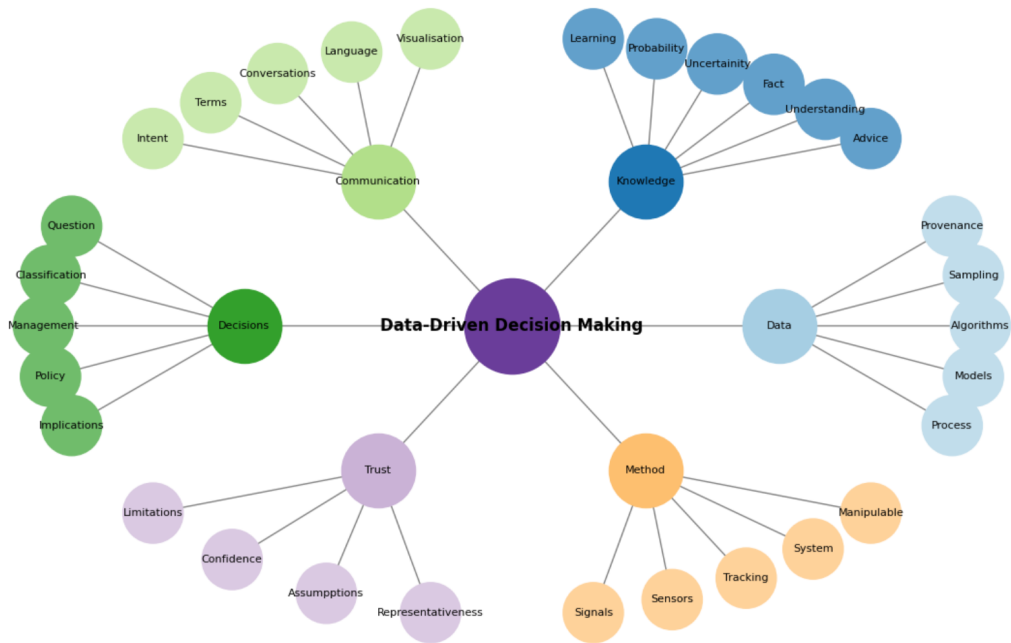 Visualisation
Learning
Language
Probability
Uncertainity
Conversations
Fact
Terms
Understanding
Intent
Advice
Communication
Knowledge
Question
Provenance
Classification
Sampling
Management
Decisions
Data-Driven Decision Making
Data
Algorithms
Policy
Models
Implications
Process
Trust
Method
Limitations
Manipulable
System
Confidence
Tracking
Assumpptions
Sensors
Representativeness
Signals